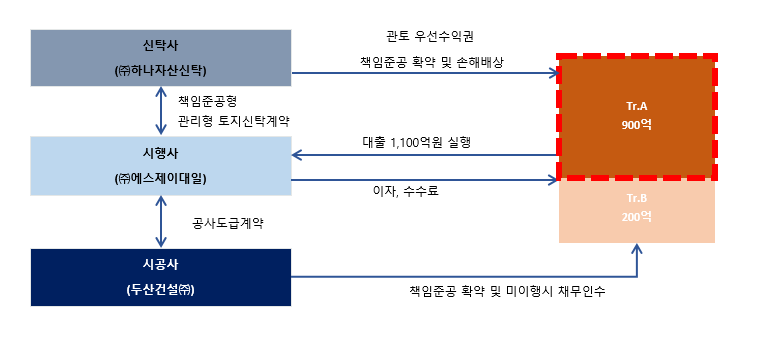 신탁사
(㈜하나자산신탁)
관토 우선수익권
책임준공 확약 및 손해배상
책임준공형
관리형 토지신탁계약
Tr.A
900억
시행사
(㈜에스제이대일)
대출 1,100억원 실행
이자, 수수료
Tr.B
200억
공사도급계약
시공사
(두산건설㈜)
책임준공 확약 및 미이행시 채무인수